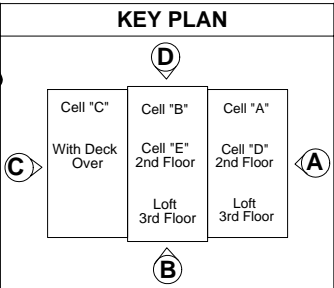 KEY PLAN
D
Cell "C"
With Deck
Over
Cell "B"
Cell "E"
2nd Floor
Loft
3rd Floor
Cell "A"
Cell "D"
2nd Floor
Loft
3rd Floor
C
A
B